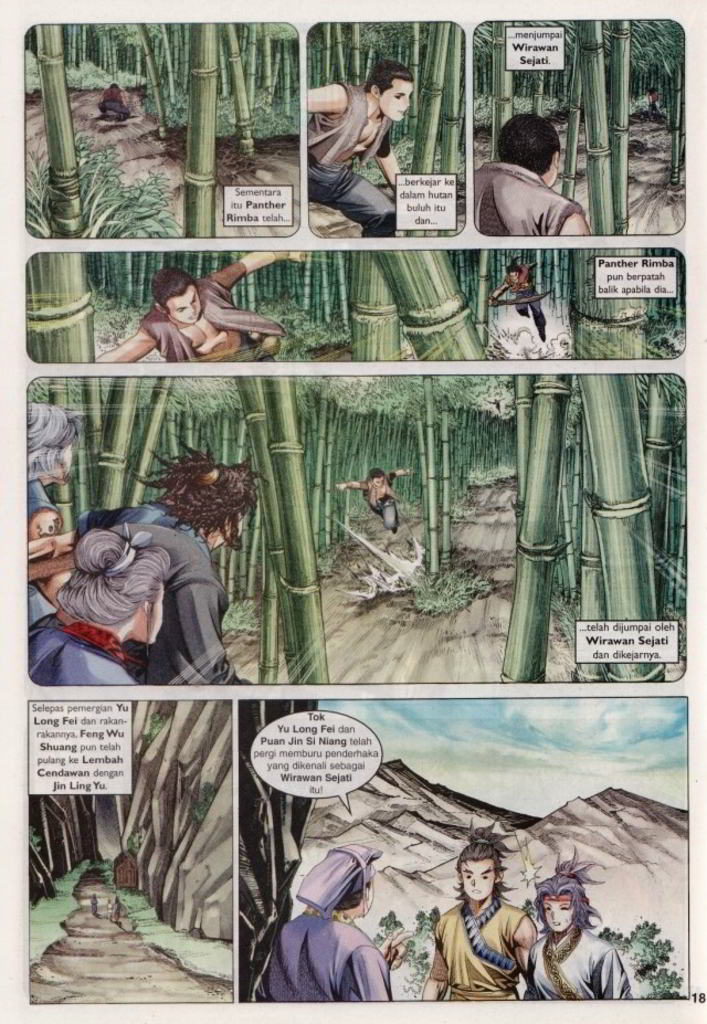 Sementara
itu Panther
Rimba telah...
...berkejar ke
dalam hutan
buluh itu
dan...
...menjumpai
Wirawan
Sejati.
Panther Rimba
pun berpatah
balik apabila dia...
...telah dijumpai oleh
Wirawan Sejati
dan dikejarnya.
Selepas pemergian Yu
Long Fei dan rakan-
rakannya, Feng Wu
Shuang pun telah
pulang ke Lembah
Cendawan dengan
Jin Ling Yu.
Tok
Yu Long Fei dan
Puan Jin Si Niang telah
pergi memburu penderhaka
yang dikenali sebagai
Wirawan Sejati
itu!
18